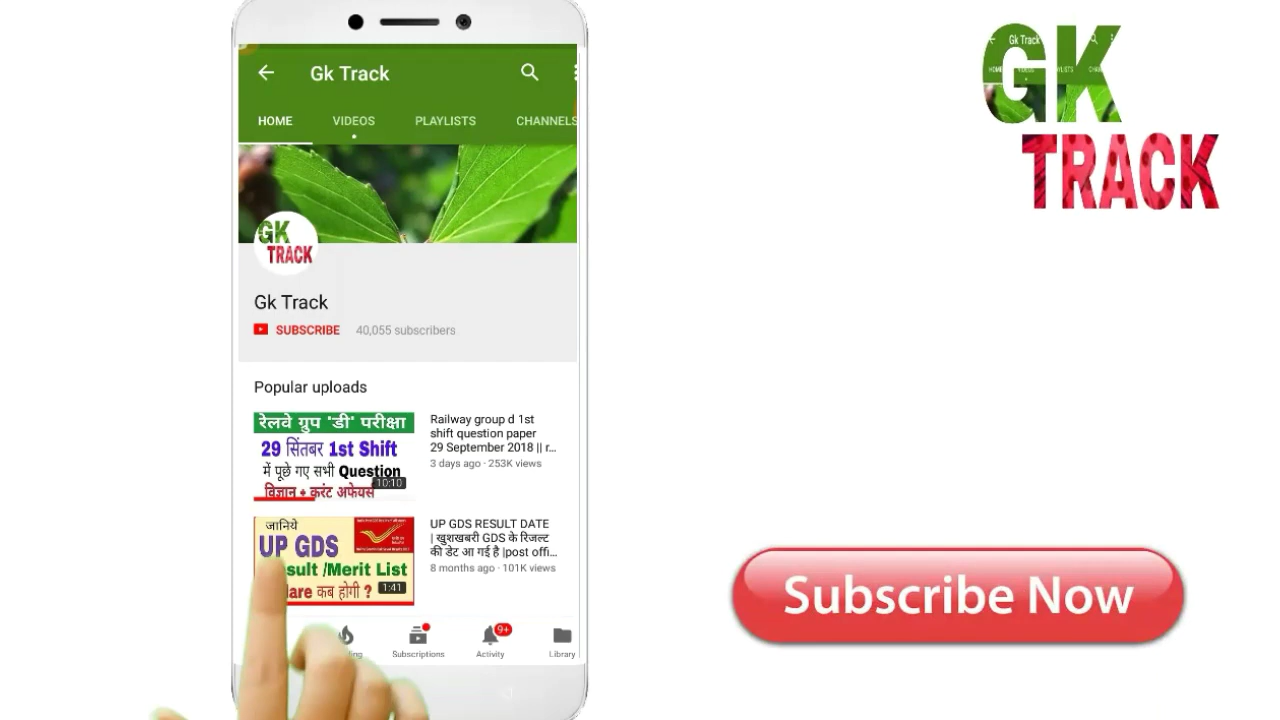 Gk Track
HOME VIDEOS PLAYLISTS CHANNELS
GK
TRACK
Gk Track
SUBSCRIBE 40,055 subscribers
Popular uploads
रेलवे ग्रुप 'डी' परीक्षा
29 सिंतबर 1st Shift
में पूछे गए सभी Question
विज्ञान + करंट अफेयर्स
10:10
Railway group d 1st
shift question paper
29 September 2018 || r...
3 days ago · 253K views
जानिये
UP GDS
sult /Merit List
lare कब होगी ?
1:41
UP GDS RESULT DATE
| खुशखबरी GDS के रिजल्ट
की डेट आ गई है |post offi...
8 months ago · 101K views
Subscriptions
9+
Activity
Library
GK
TRACK
Subscribe Now